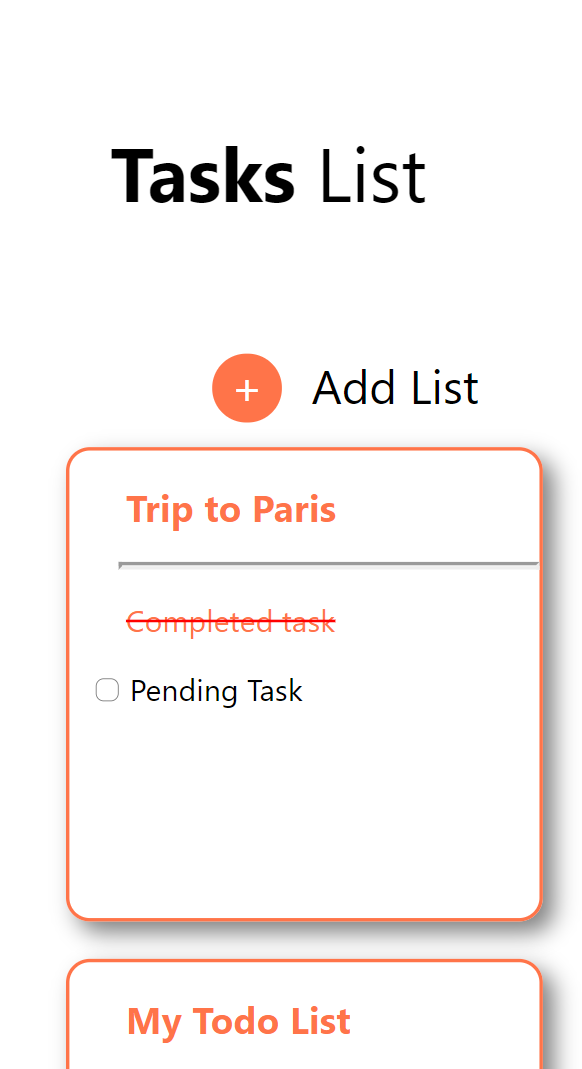 Tasks List
+ Add List
Trip to Paris
Completed task
Pending Task
My Todo List